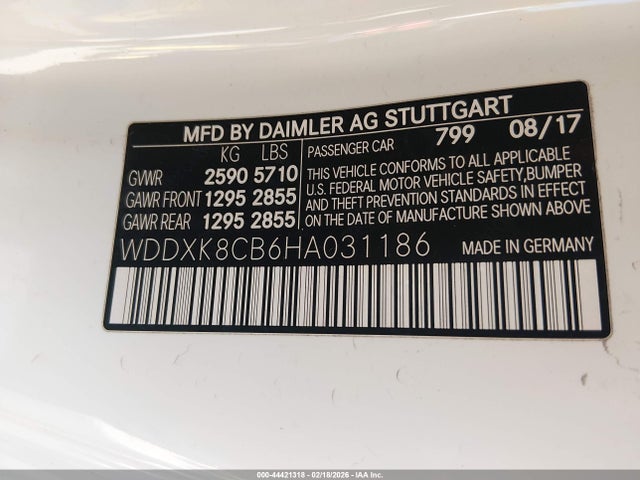 MFD BY DAIMLER AG STUTTGART
KG LBS
GVWR 2590 5710
GAWR FRONT 1295 2855
GAWR REAR 1295 2855
PASSENGER CAR 799 08/17
THIS VEHICLE CONFORMS TO ALL APPLICABLE
U.S. FEDERAL MOTOR VEHICLE SAFETY,BUMPER
AND THEFT PREVENTION STANDARDS IN EFFECT
ON THE DATE OF MANUFACTURE SHOWN ABOVE.
WDDXK8CB6HA031186 MADE IN GERMANY
000-44421318 - 02/18/2026 - IAA Inc.